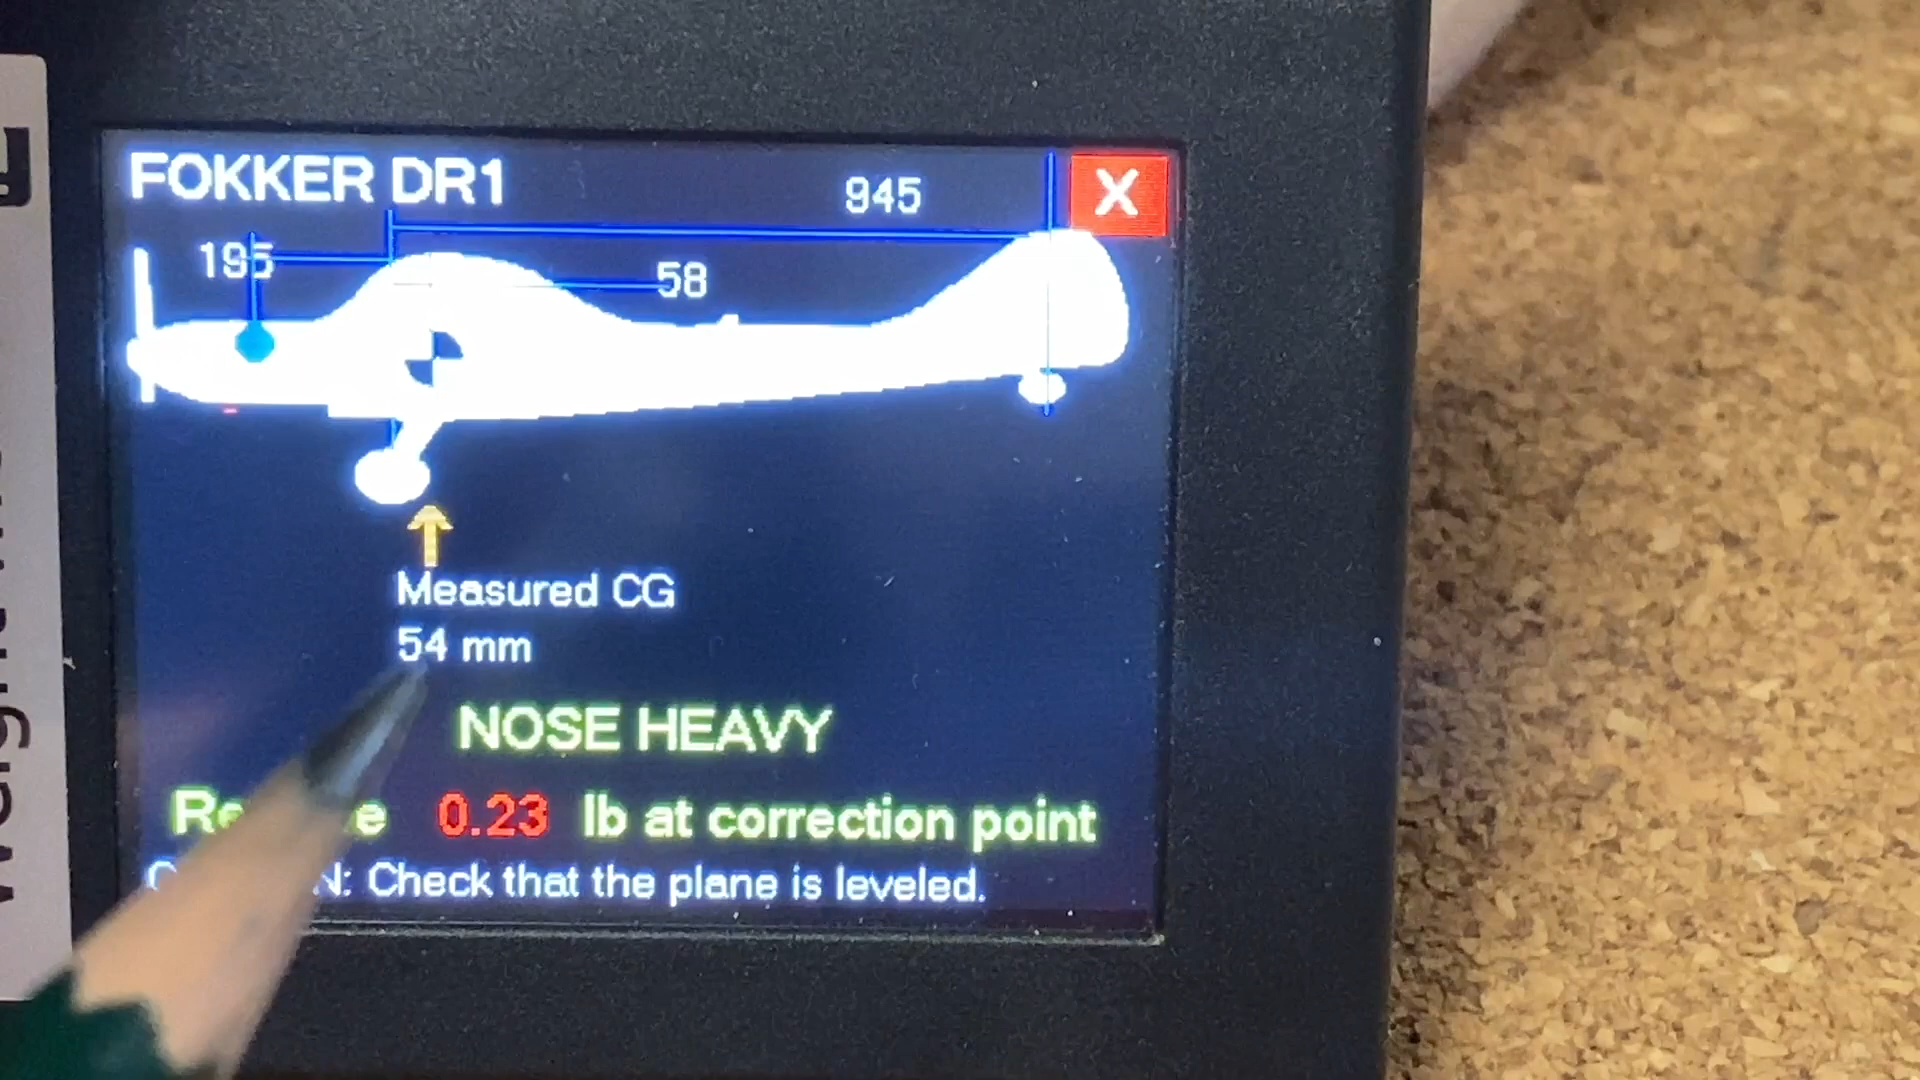 FOKKER DR1
X
945
195
58
Measured CG
54 mm
NOSE HEAVY
0.23 lb at correction point
Check that the plane is leveled.